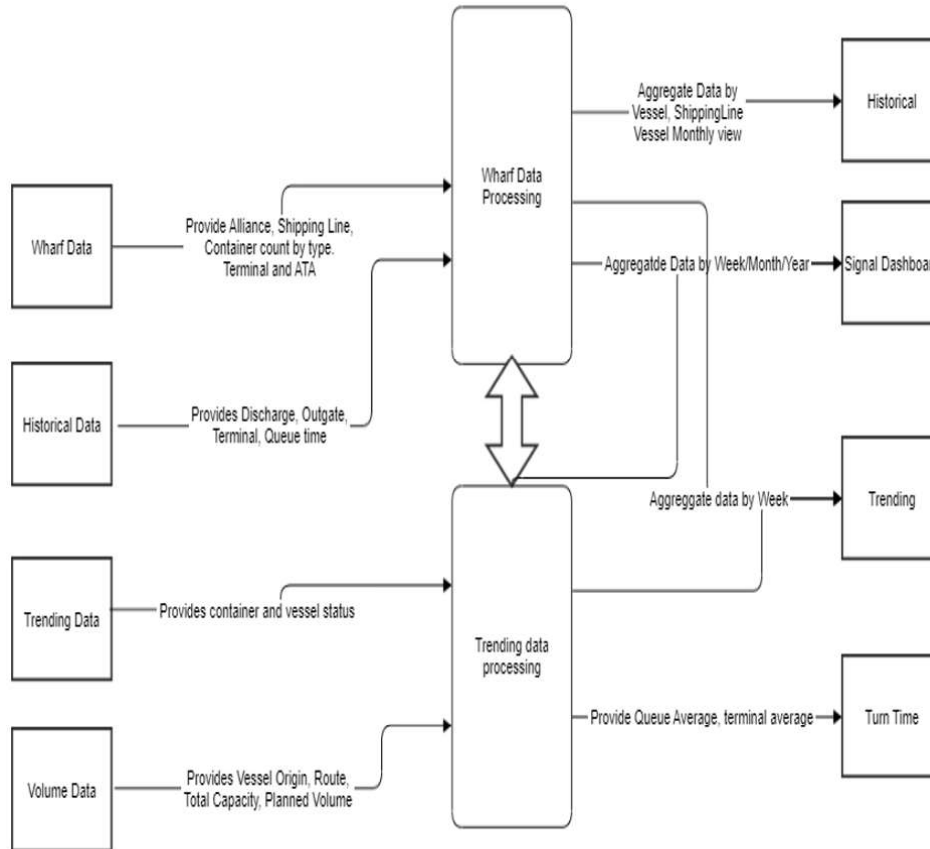 Wharf Data
Provide Alliance, Shipping Line,
Container count by type.
Terminal and ATA
Historical Data
Provides Discharge, Outgate,
Terminal, Queue time
Trending Data
Provides container and vessel status
Volume Data
Provides Vessel Origin, Route,
Total Capacity, Planned Volume
Wharf Data
Processing
Trending data
processing
Aggregate Data by
Vessel, ShippingLine
Vessel Monthly view
Historical
Aggregatde Data by Week/Month/Year
Signal Dashboar
Aggreggate data by Week
Trending
Provide Queue Average, terminal average
Turn Time